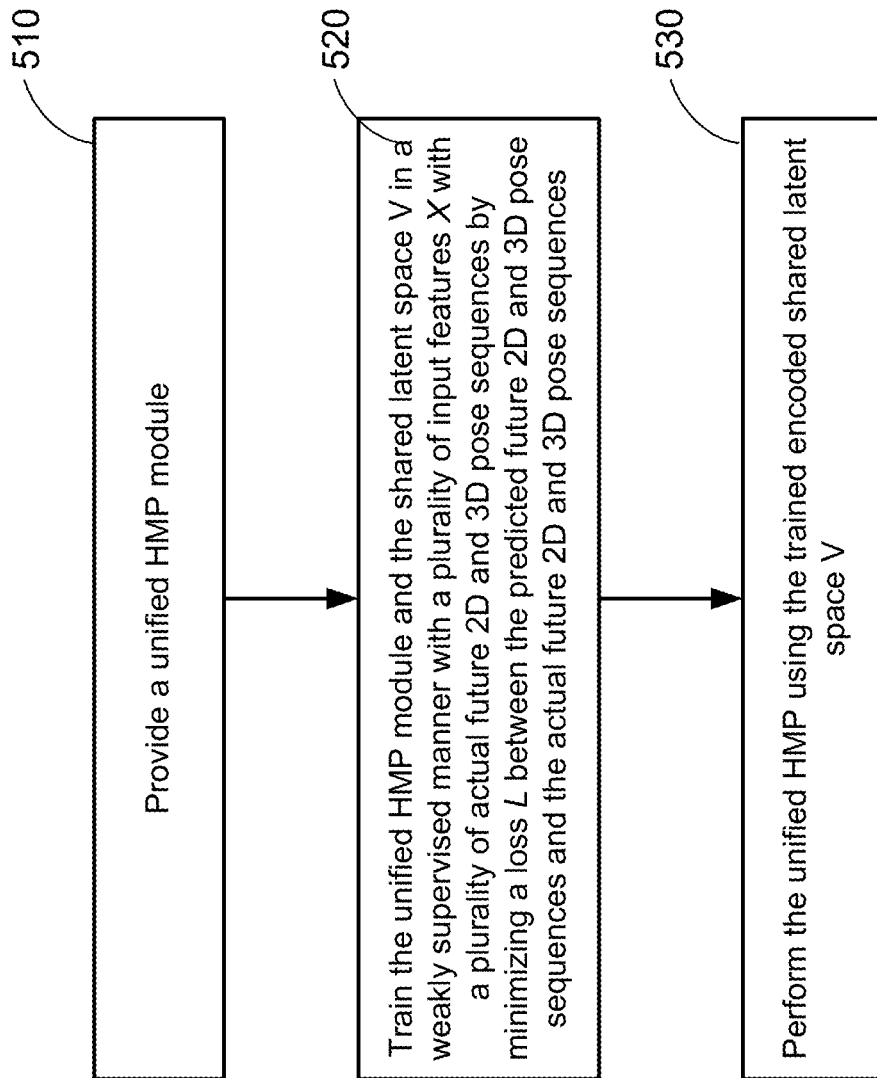 510
Provide a unified HMP module
520
Train the unified HMP module and the shared latent space V in a
weakly supervised manner with a plurality of input features X with
a plurality of actual future 2D and 3D pose sequences by
minimizing a loss L between the predicted future 2D and 3D pose
sequences and the actual future 2D and 3D pose sequences
530
Perform the unified HMP using the trained encoded shared latent
space V